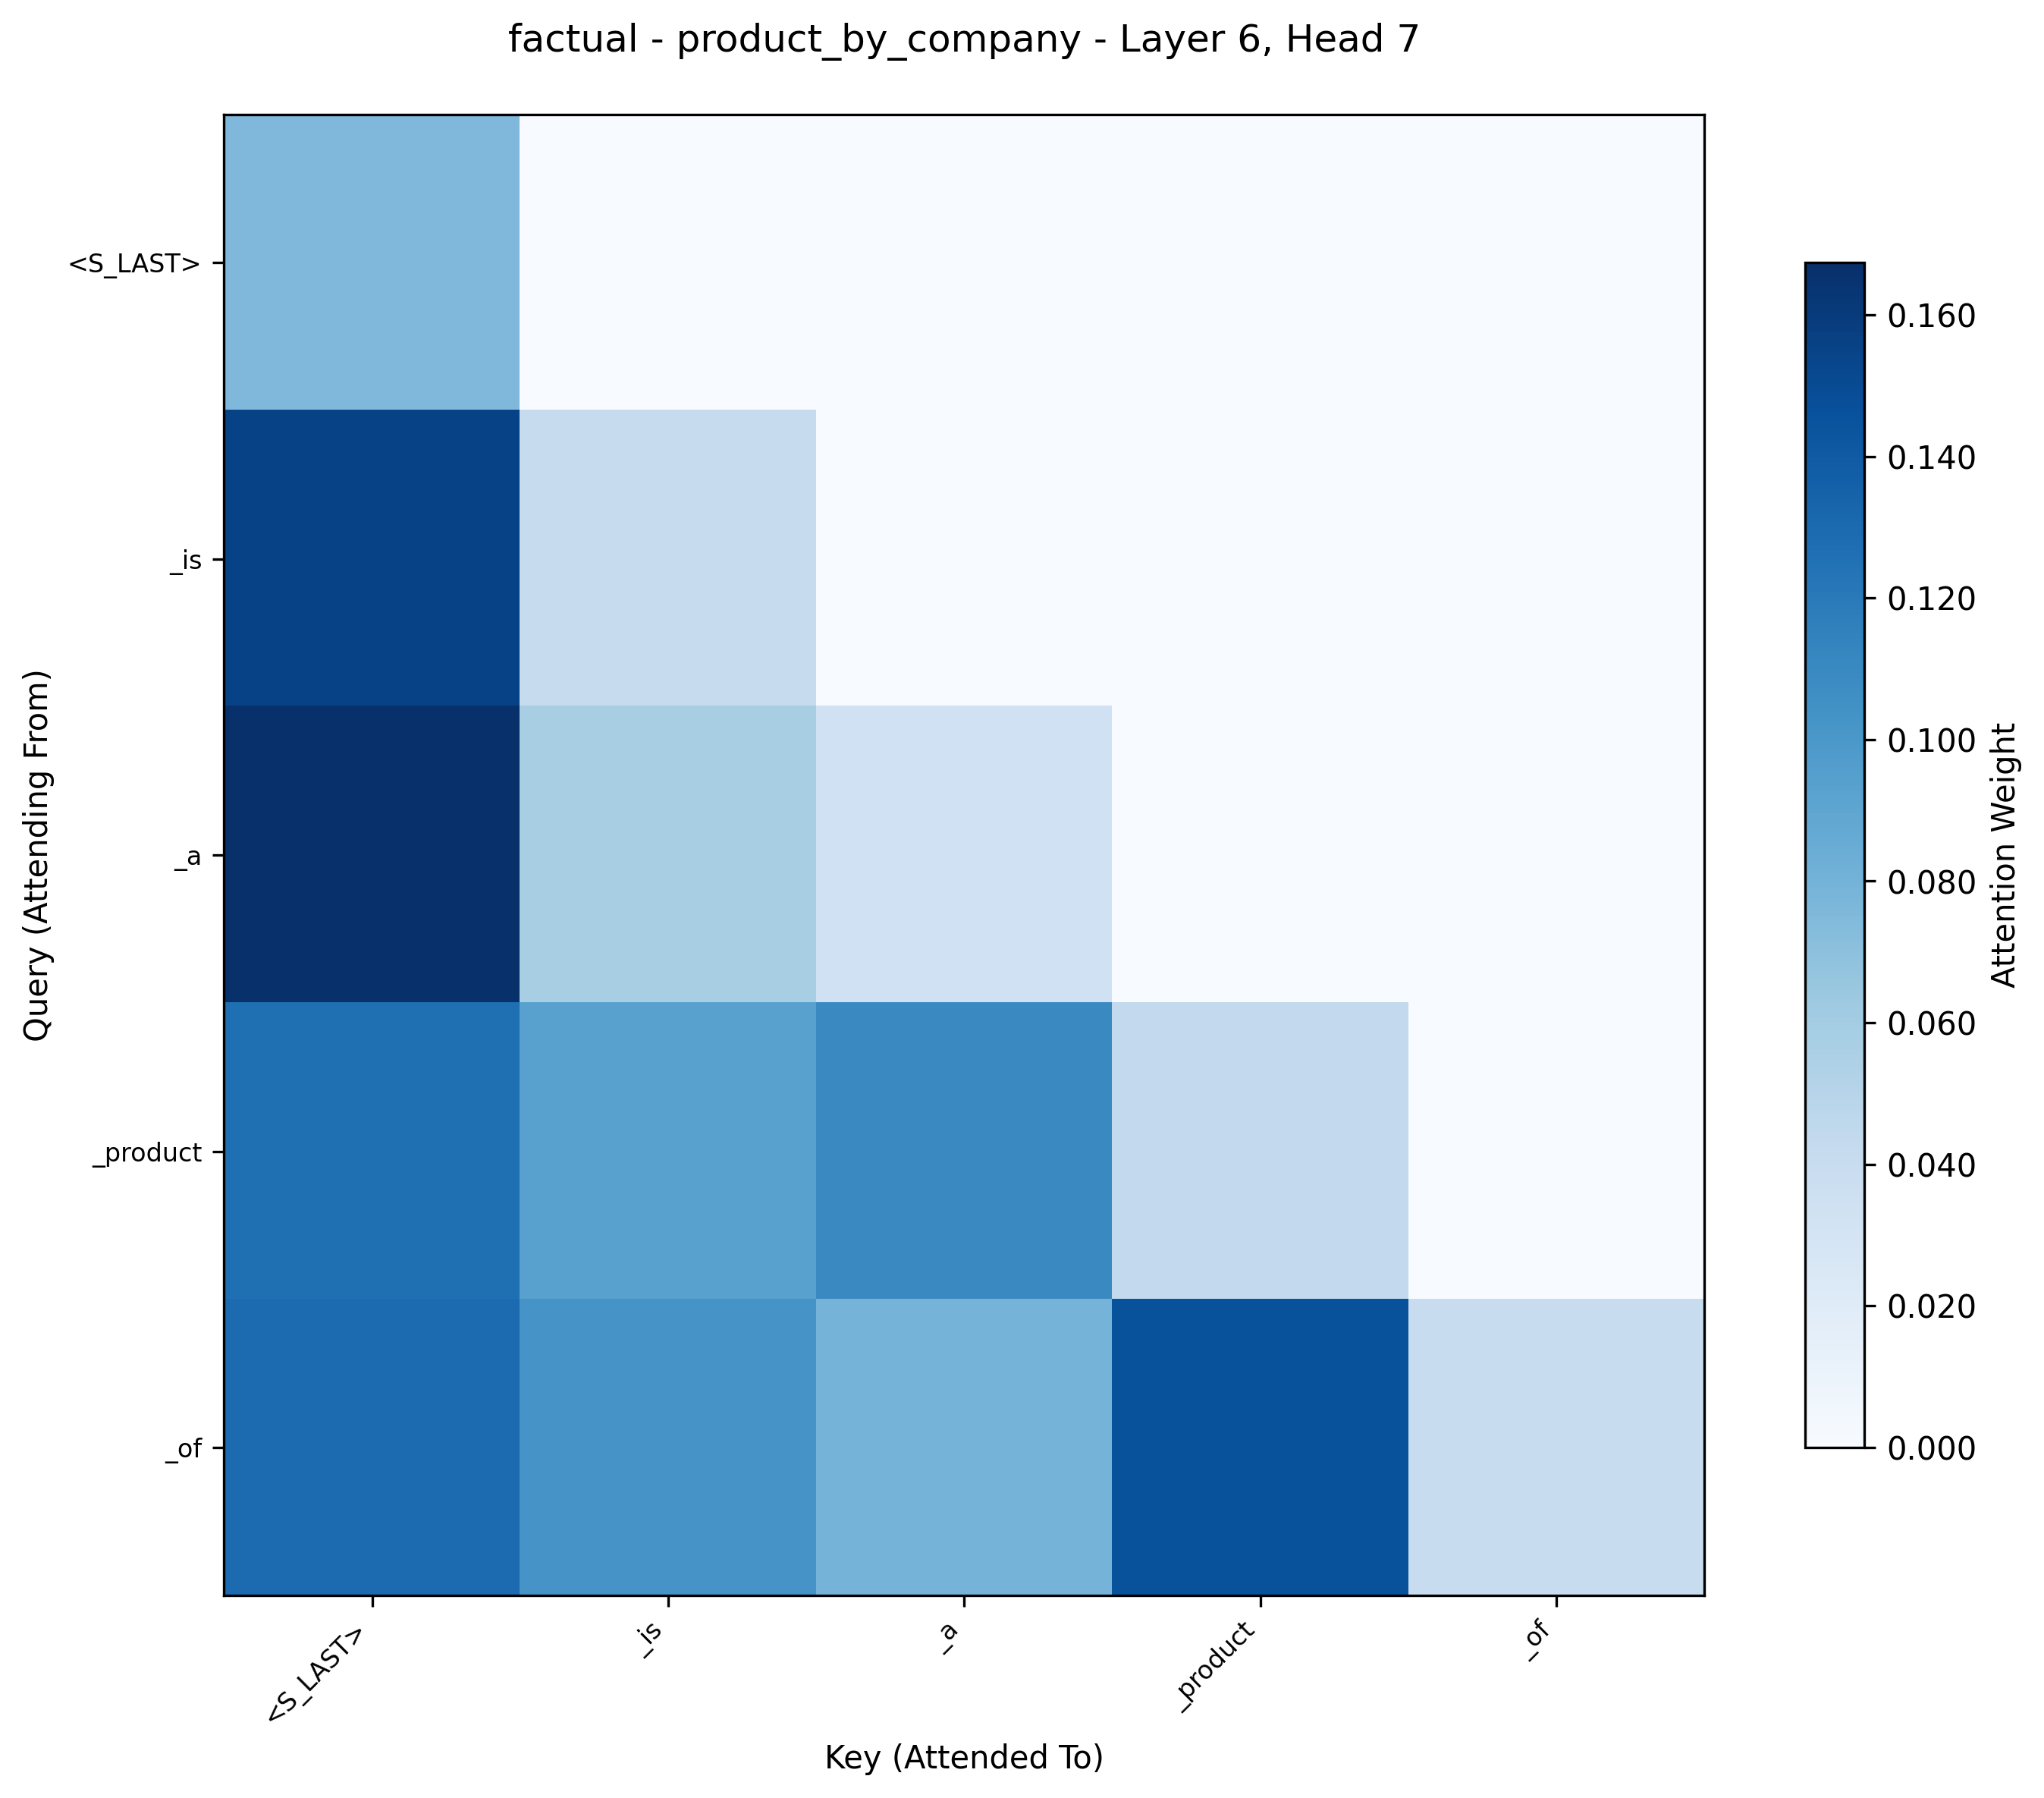 factual - product_by_company - Layer 6, Head 7
Query (Attending From)
<S_LAST>
_is
_a
_product
_of
<S_LAST>
_is
_a
_product
_of
Key (Attended To)
0.160
0.140
0.120
0.100
0.080
0.060
0.040
0.020
0.000
Attention Weight